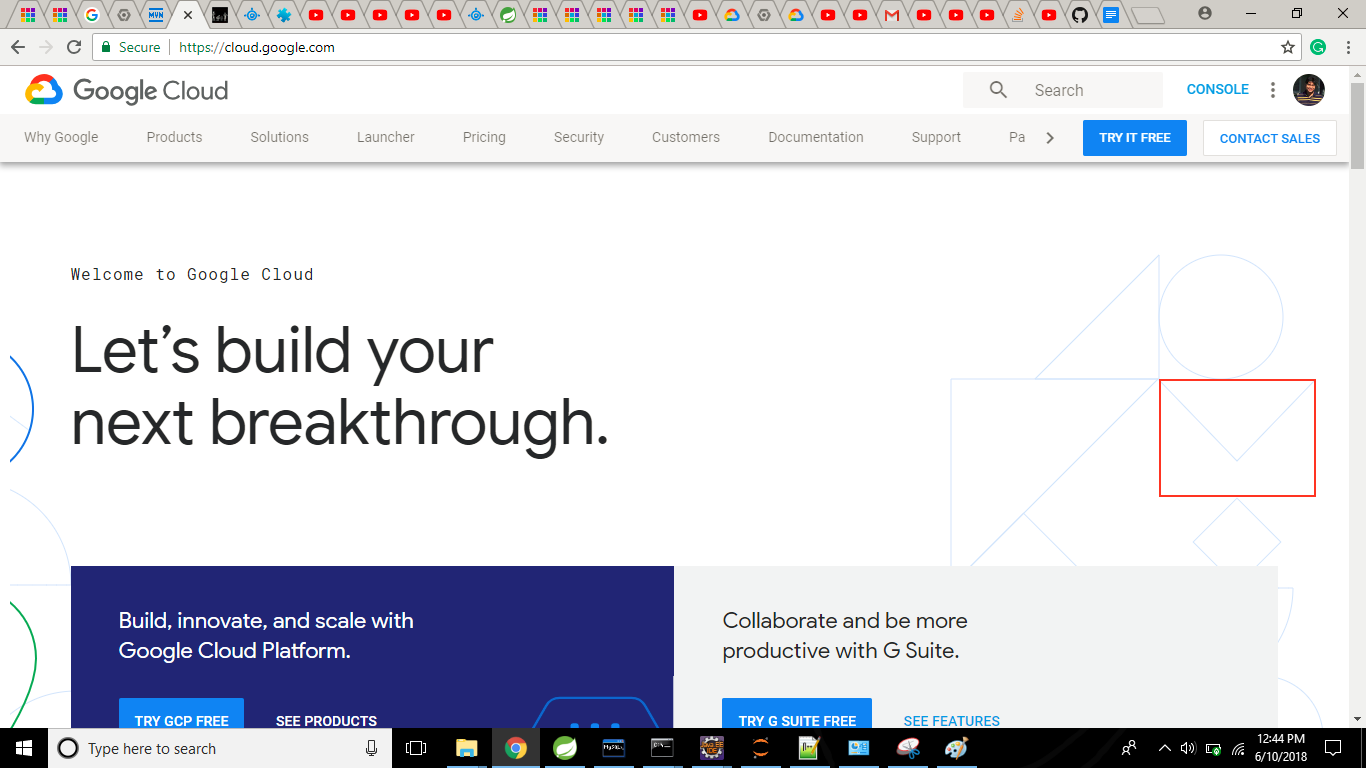 MVN
Secure
https://cloud.google.com
Google Cloud
Search
CONSOLE
Why Google
Products
Solutions
Launcher
Pricing
Security
Customers
Documentation
Support
Pa
TRY IT FREE
CONTACT SALES
Welcome to Google Cloud
Let’s build your
next breakthrough.
Build, innovate, and scale with
Google Cloud Platform.
TRY GCP FREE
SEE PRODUCTS
Collaborate and be more
productive with G Suite.
TRY G SUITE FREE
SEE FEATURES
Type here to search
12:44 PM
6/10/2018